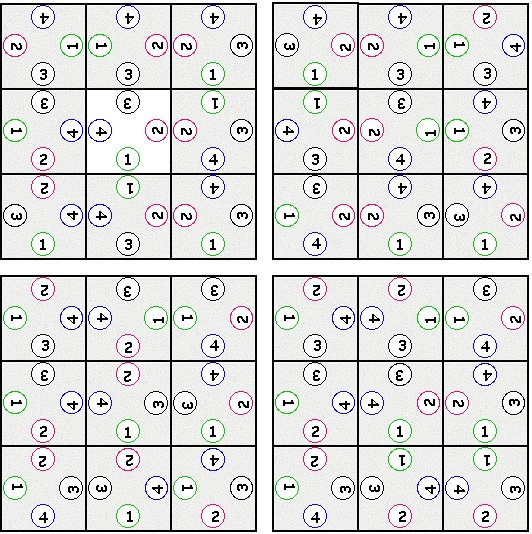 4 4 4 4 4 2
2 1 1 2 2 3 3 2 2 1 1 4
3 3 1 1 3 3
3 3 1 1 3 4
1 4 4 2 2 3 4 2 2 1 1 3
2 1 4 3 4 2
2 1 4 3 4 4
3 4 4 2 2 3 1 2 2 3 3 2
1 3 1 4 1 1
2 3 3 2 2 3
1 4 4 1 1 2 1 4 4 1 1 2
3 2 4 3 3 4
3 2 4 3 3 4
1 4 4 3 3 2 1 4 4 2 2 3
2 1 1 2 1 1
2 2 4 2 1 1
1 3 3 4 1 3 1 3 3 4 4 3
4 1 2 4 2 2